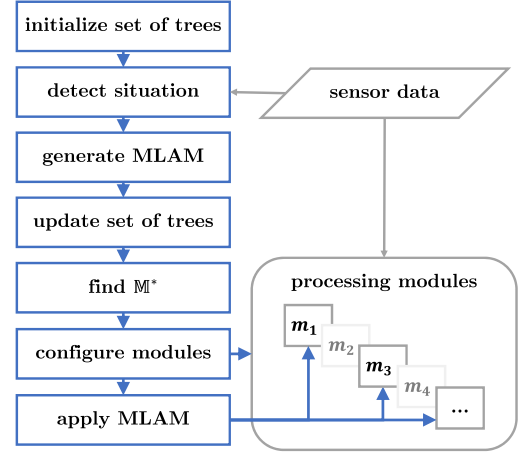 initialize set of trees
detect situation
sensor data
generate MLAM
update set of trees
find 𝕄*
processing modules
m₁
m₂
configure modules
m₃
m₄
apply MLAM
...